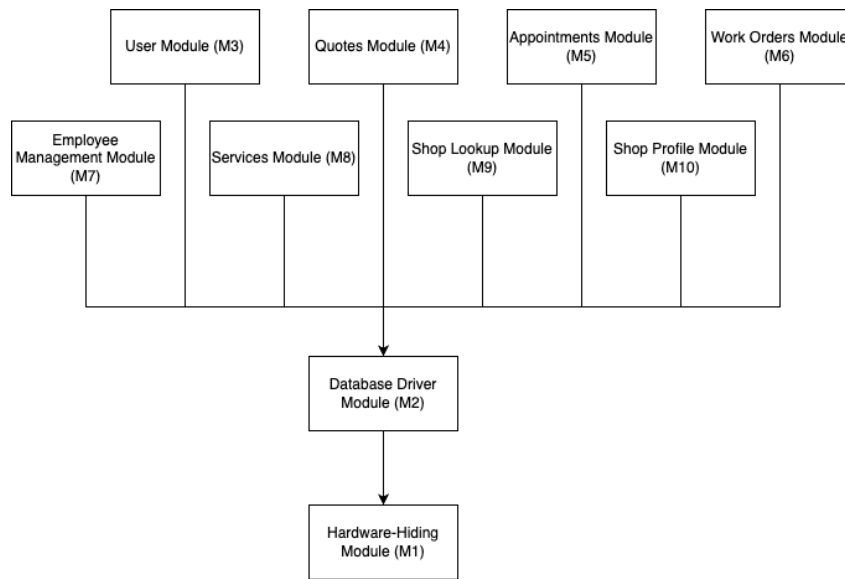 User Module (M3)
Quotes Module (M4)
Appointments Module
(M5)
Work Orders Module
(M6)
Employee
Management Module
(M7)
Services Module (M8)
Shop Lookup Module
(M9)
Shop Profile Module
(M10)
Database Driver
Module (M2)
Hardware-Hiding
Module (M1)